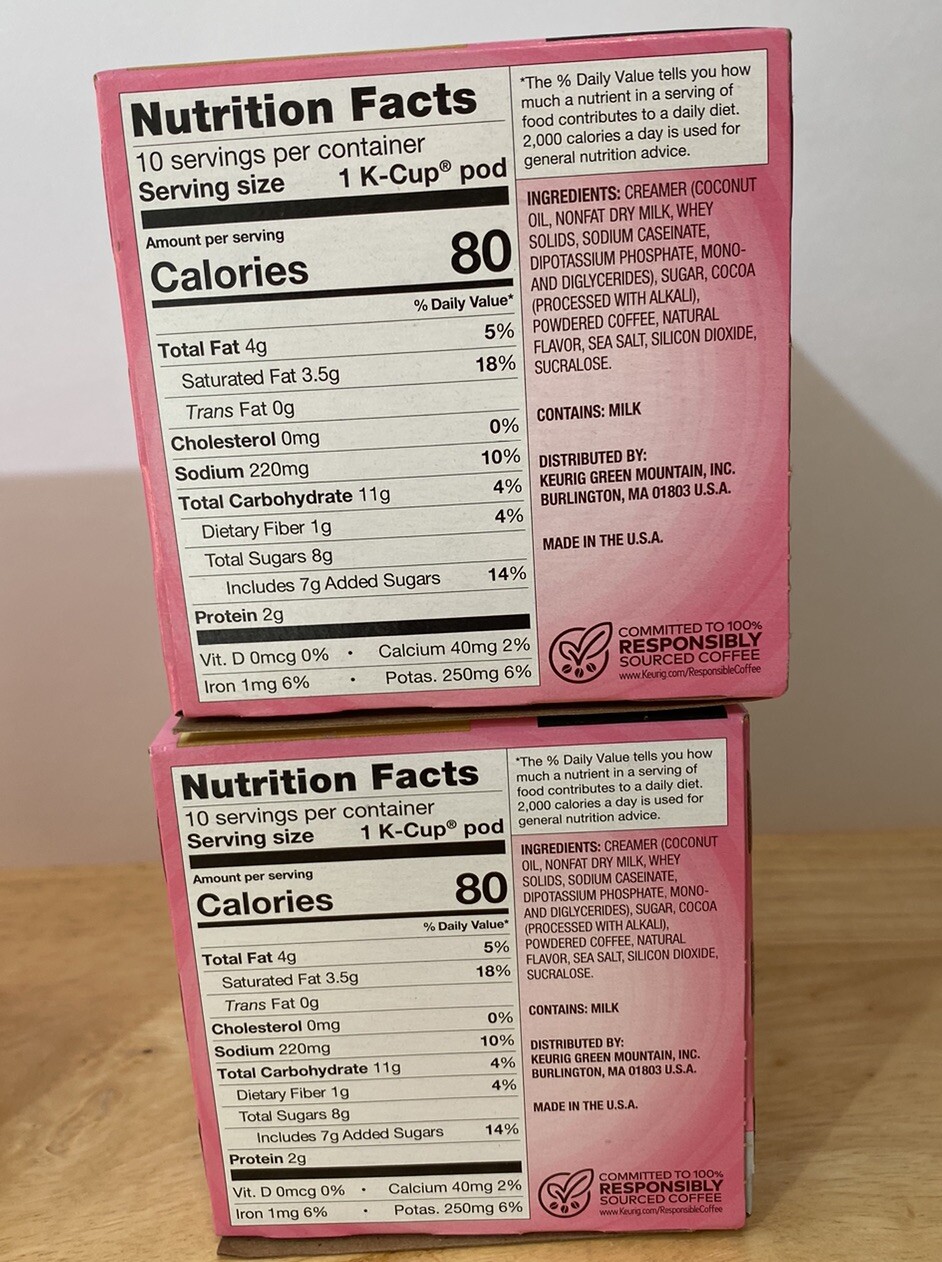 Nutrition Facts
10 servings per container
Serving size 1 K-Cup® pod
Amount per serving
Calories 80
% Daily Value*
Total Fat 4g 5%
Saturated Fat 3.5g 18%
Trans Fat 0g
Cholesterol 0mg 0%
Sodium 220mg 10%
Total Carbohydrate 11g 4%
Dietary Fiber 1g 4%
Total Sugars 8g
Includes 7g Added Sugars 14%
Protein 2g
Vit. D 0mcg 0% • Calcium 40mg 2%
Iron 1mg 6% • Potas. 250mg 6%
*The % Daily Value tells you how
much a nutrient in a serving of
food contributes to a daily diet.
2,000 calories a day is used for
general nutrition advice.
INGREDIENTS: CREAMER (COCONUT
OIL, NONFAT DRY MILK, WHEY
SOLIDS, SODIUM CASEINATE,
DIPOTASSIUM PHOSPHATE, MONO-
AND DIGLYCERIDES), SUGAR, COCOA
(PROCESSED WITH ALKALI),
POWDERED COFFEE, NATURAL
FLAVOR, SEA SALT, SILICON DIOXIDE,
SUCRALOSE.
CONTAINS: MILK
DISTRIBUTED BY:
KEURIG GREEN MOUNTAIN, INC.
BURLINGTON, MA 01803 U.S.A.
MADE IN THE U.S.A.
COMMITTED TO 100%
RESPONSIBLY
SOURCED COFFEE
www.Keurig.com/ResponsibleCoffee
Nutrition Facts
10 servings per container
Serving size 1 K-Cup® pod
Amount per serving
Calories 80
% Daily Value*
Total Fat 4g 5%
Saturated Fat 3.5g 18%
Trans Fat 0g
Cholesterol 0mg 0%
Sodium 220mg 10%
Total Carbohydrate 11g 4%
Dietary Fiber 1g 4%
Total Sugars 8g
Includes 7g Added Sugars 14%
Protein 2g
Vit. D 0mcg 0% • Calcium 40mg 2%
Iron 1mg 6% • Potas. 250mg 6%
*The % Daily Value tells you how
much a nutrient in a serving of
food contributes to a daily diet.
2,000 calories a day is used for
general nutrition advice.
INGREDIENTS: CREAMER (COCONUT
OIL, NONFAT DRY MILK, WHEY
SOLIDS, SODIUM CASEINATE,
DIPOTASSIUM PHOSPHATE, MONO-
AND DIGLYCERIDES), SUGAR, COCOA
(PROCESSED WITH ALKALI),
POWDERED COFFEE, NATURAL
FLAVOR, SEA SALT, SILICON DIOXIDE,
SUCRALOSE.
CONTAINS: MILK
DISTRIBUTED BY:
KEURIG GREEN MOUNTAIN, INC.
BURLINGTON, MA 01803 U.S.A.
MADE IN THE U.S.A.
COMMITTED TO 100%
RESPONSIBLY
SOURCED COFFEE
www.Keurig.com/ResponsibleCoffee